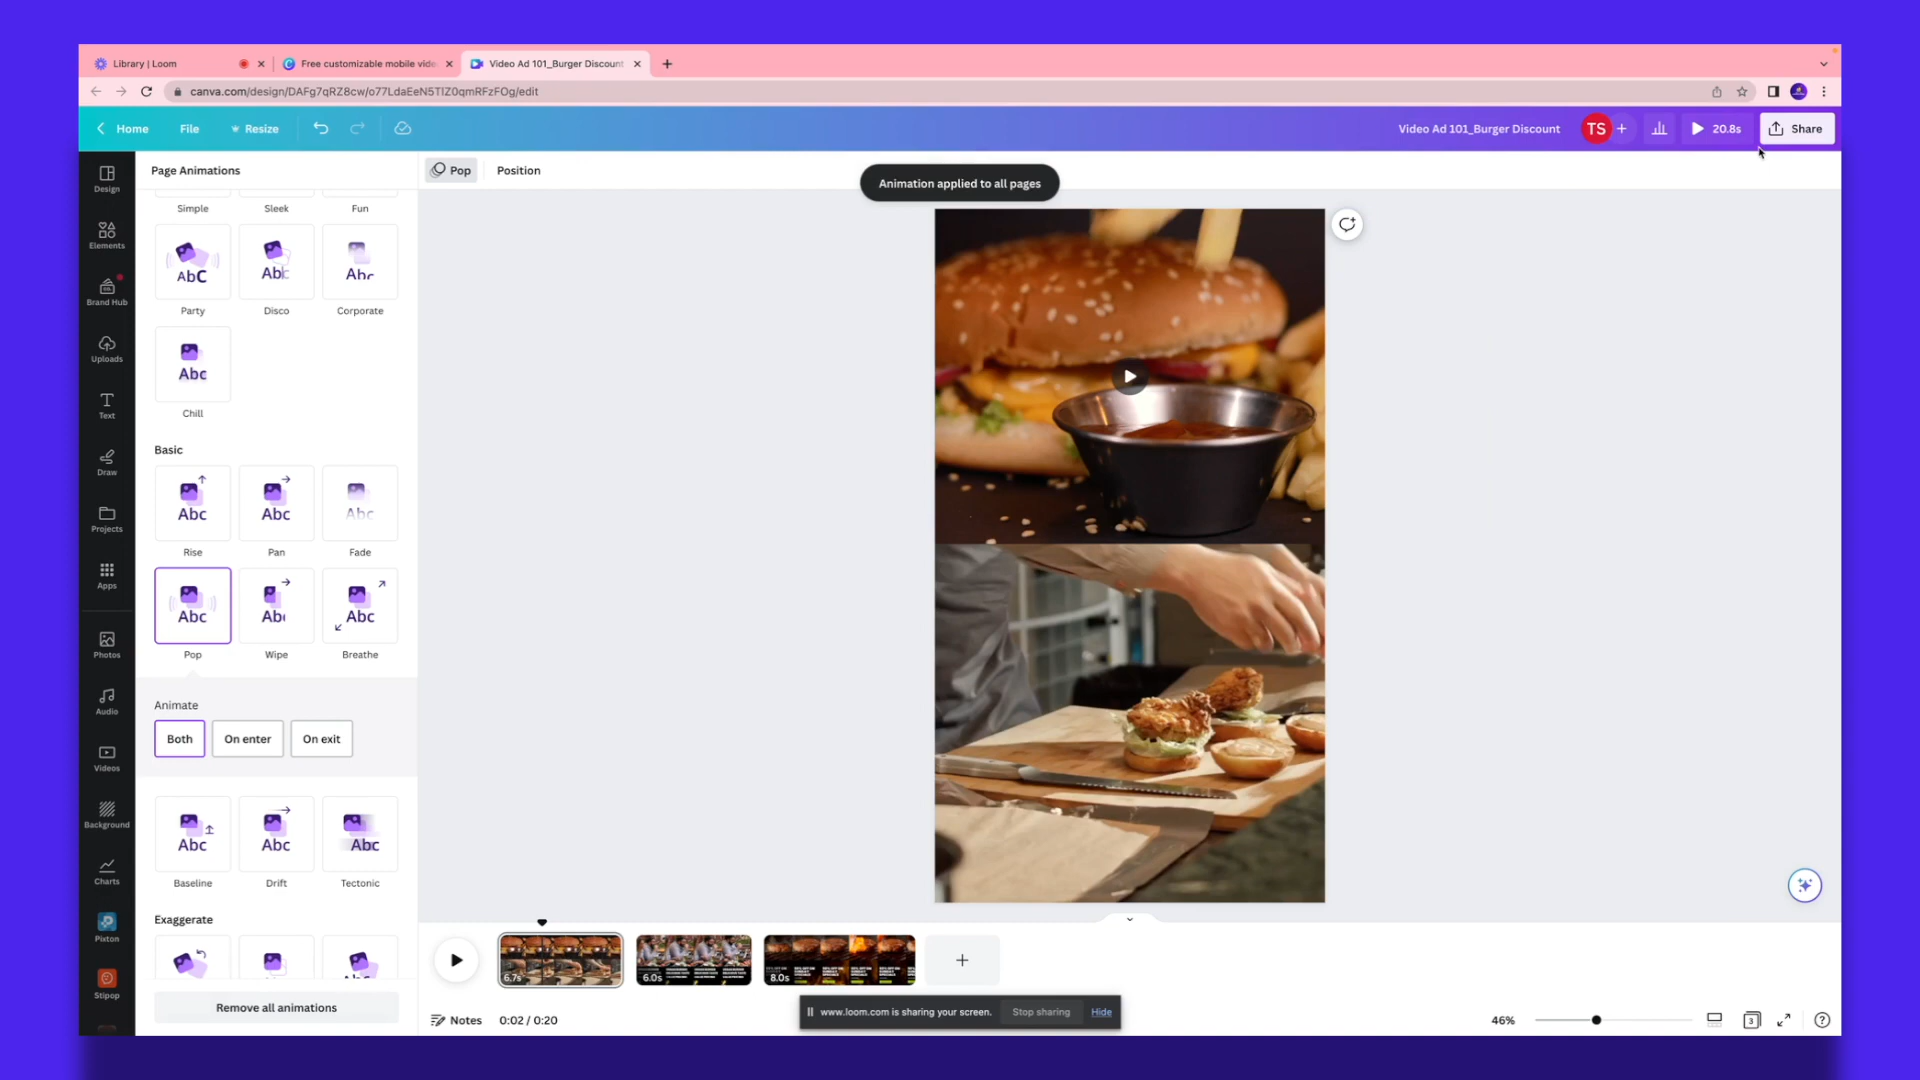 Library | Loom
Free customizable mobile vide
Video Ad 101_Burger Discount
canva.com/design/DAFg7qRZ8cw/o77LdaEeN5TIZ0qmRFzFOg/edit
Home
File
Resize
Video Ad 101_Burger Discount
TS
20.8s
Share
Design
Elements
Brand Hub
Uploads
Text
Draw
Projects
Apps
Photos
Audio
Videos
Background
Charts
Pixton
Stipop
Page Animations
Simple
Sleek
Fun
AbC
Abc
Abc
Party
Disco
Corporate
Abc
Chill
Basic
Abc
Abc
Abc
Rise
Pan
Fade
Abc
Abc
Abc
Pop
Wipe
Breathe
Animate
Both
On enter
On exit
Abc
Abc
Abc
Baseline
Drift
Tectonic
Exaggerate
Remove all animations
Pop
Position
Animation applied to all pages
6.7s
6.0s
8.0s
www.loom.com is sharing your screen.
Stop sharing
Hide
Notes
0:02 / 0:20
46%
3